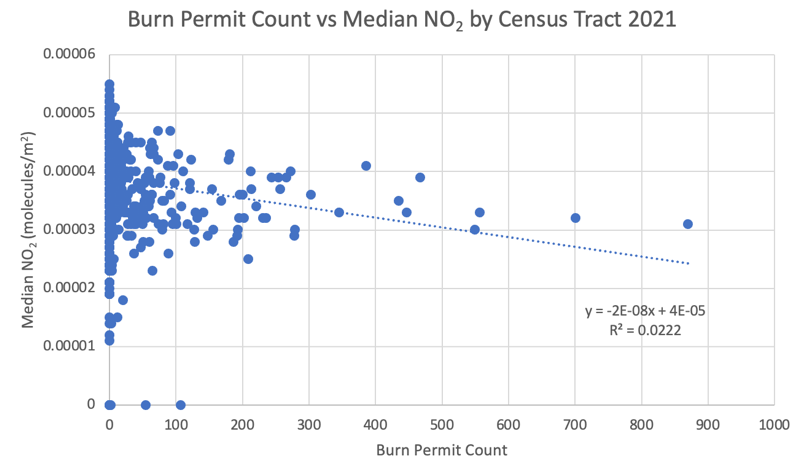 Burn Permit Count vs Median NO₂ by Census Tract 2021
0.00006
0.00005
0.00004
0.00003
0.00002
0.00001
0
Median NO₂ (molecules/m²)
y = -2E-08x + 4E-05
R² = 0.0222
0 100 200 300 400 500 600 700 800 900 1000
Burn Permit Count